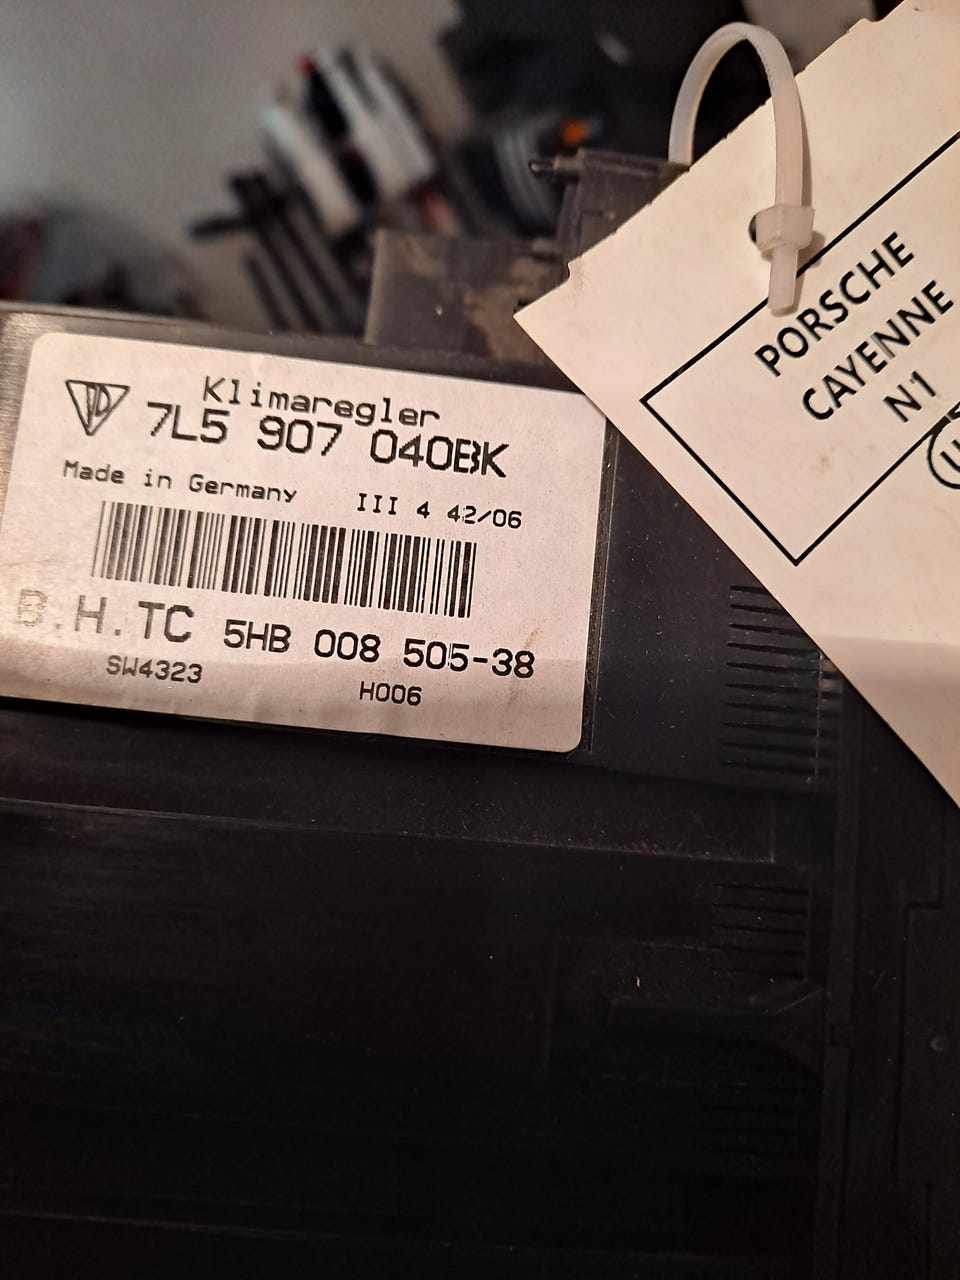 Klimaregler
7L5 907 040BK
Made in Germany III 4 42/06
B.H.TC 5HB 008 505-38
SW4323 H006
PORSCHE
CAYENNE
N1